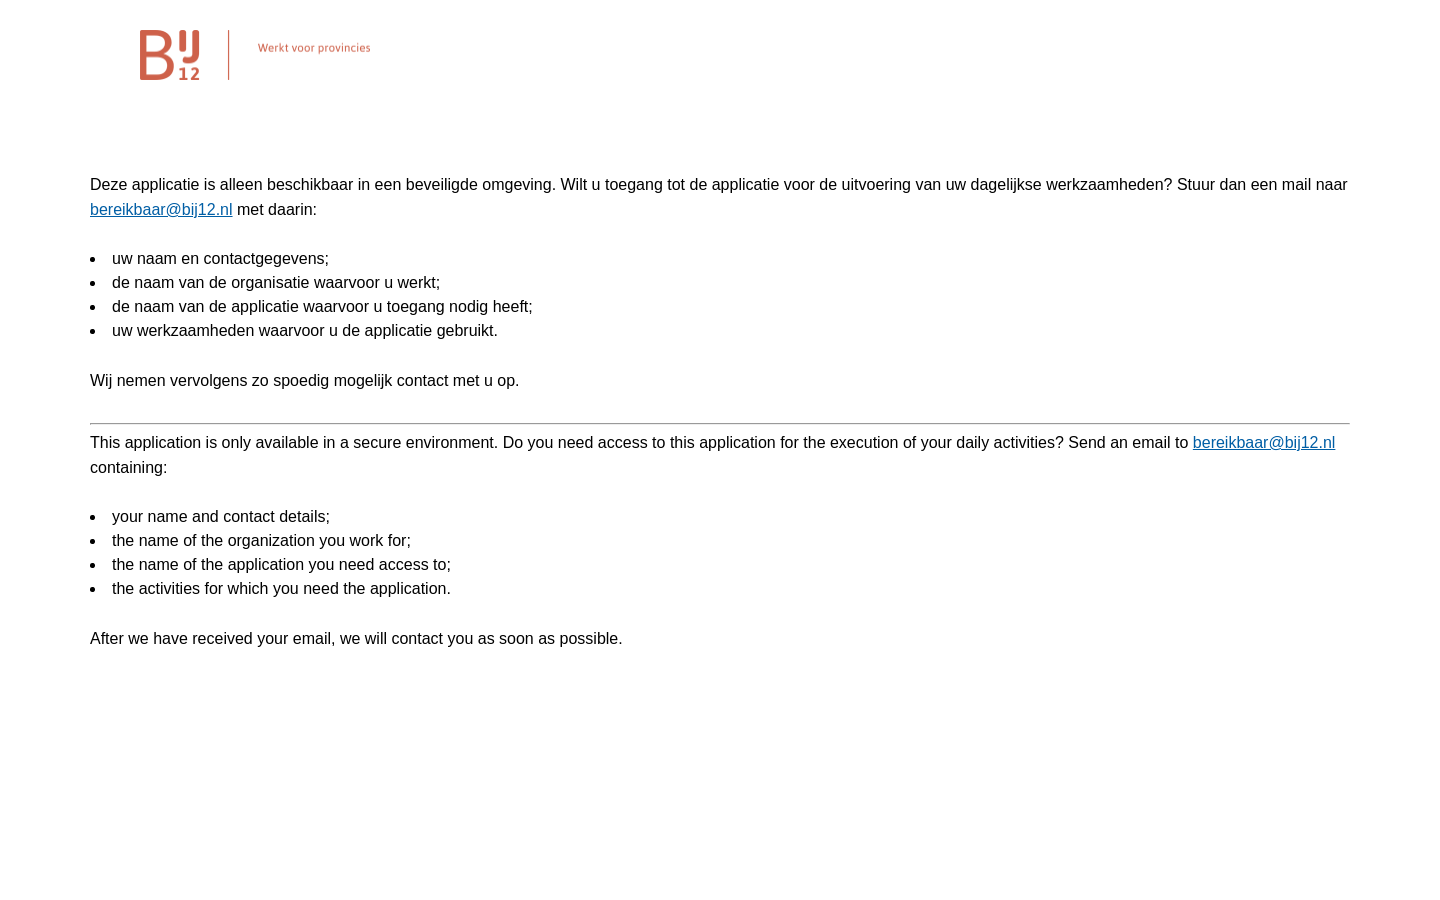 BIJ
12
Werkt voor provincies
Deze applicatie is alleen beschikbaar in een beveiligde omgeving. Wilt u toegang tot de applicatie voor de uitvoering van uw dagelijkse werkzaamheden? Stuur dan een mail naar
bereikbaar@bij12.nl met daarin:
• uw naam en contactgegevens;
• de naam van de organisatie waarvoor u werkt;
• de naam van de applicatie waarvoor u toegang nodig heeft;
• uw werkzaamheden waarvoor u de applicatie gebruikt.
Wij nemen vervolgens zo spoedig mogelijk contact met u op.
This application is only available in a secure environment. Do you need access to this application for the execution of your daily activities? Send an email to bereikbaar@bij12.nl
containing:
• your name and contact details;
• the name of the organization you work for;
• the name of the application you need access to;
• the activities for which you need the application.
After we have received your email, we will contact you as soon as possible.